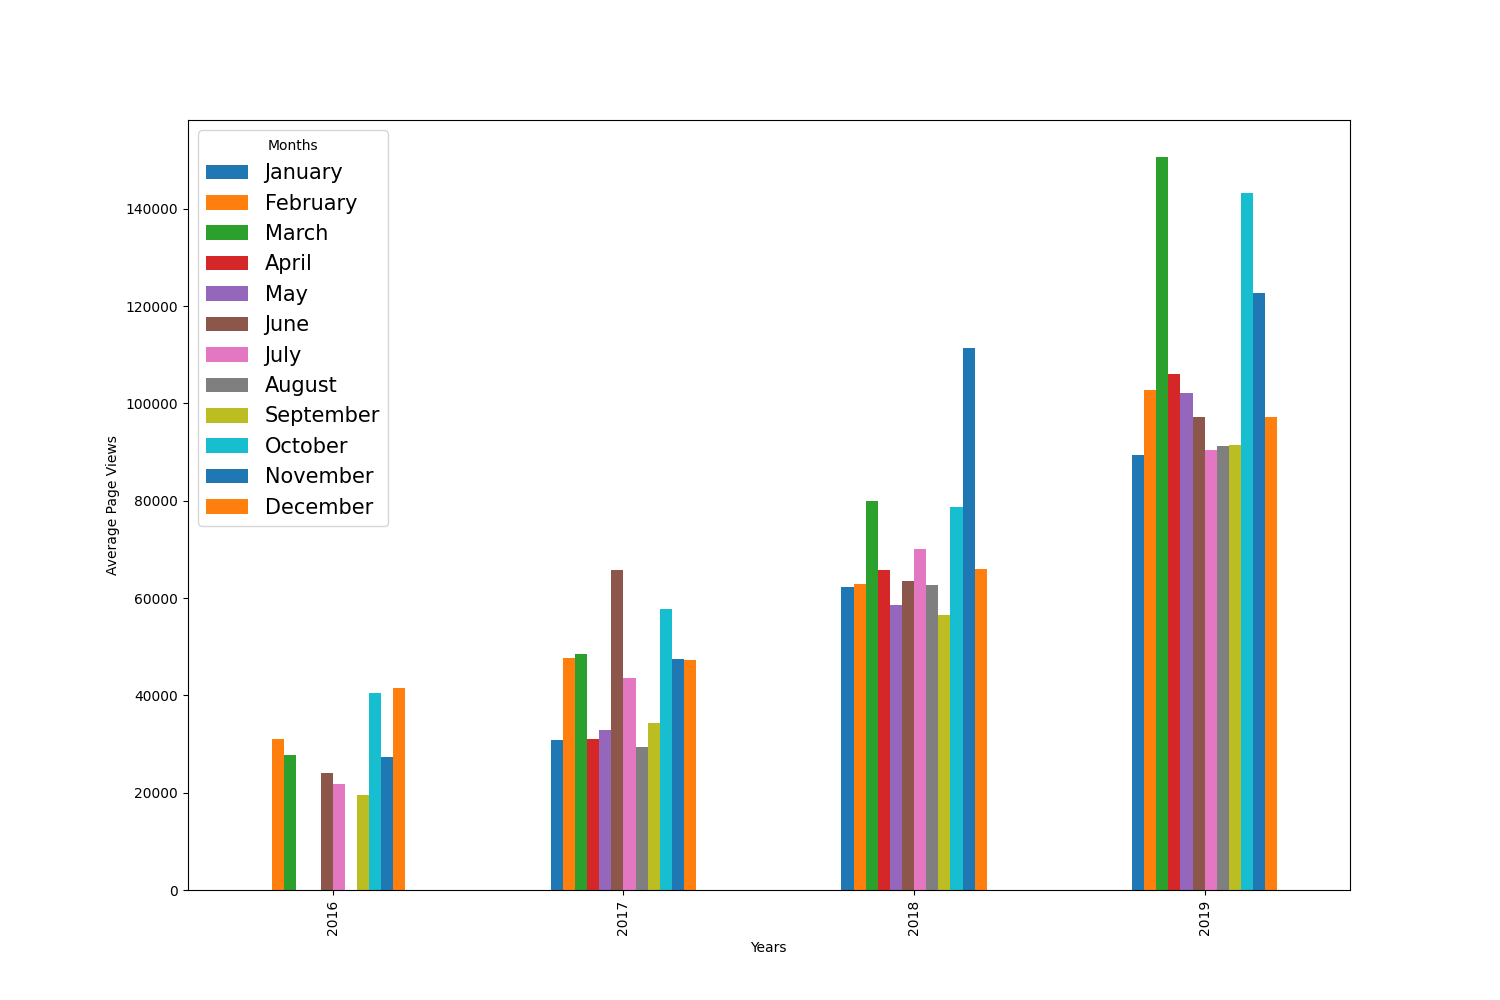 Months
January
February
March
April
May
June
July
August
September
October
November
December
140000
120000
100000
80000
60000
40000
20000
0
Average Page Views
2016
2017
2018
2019
Years